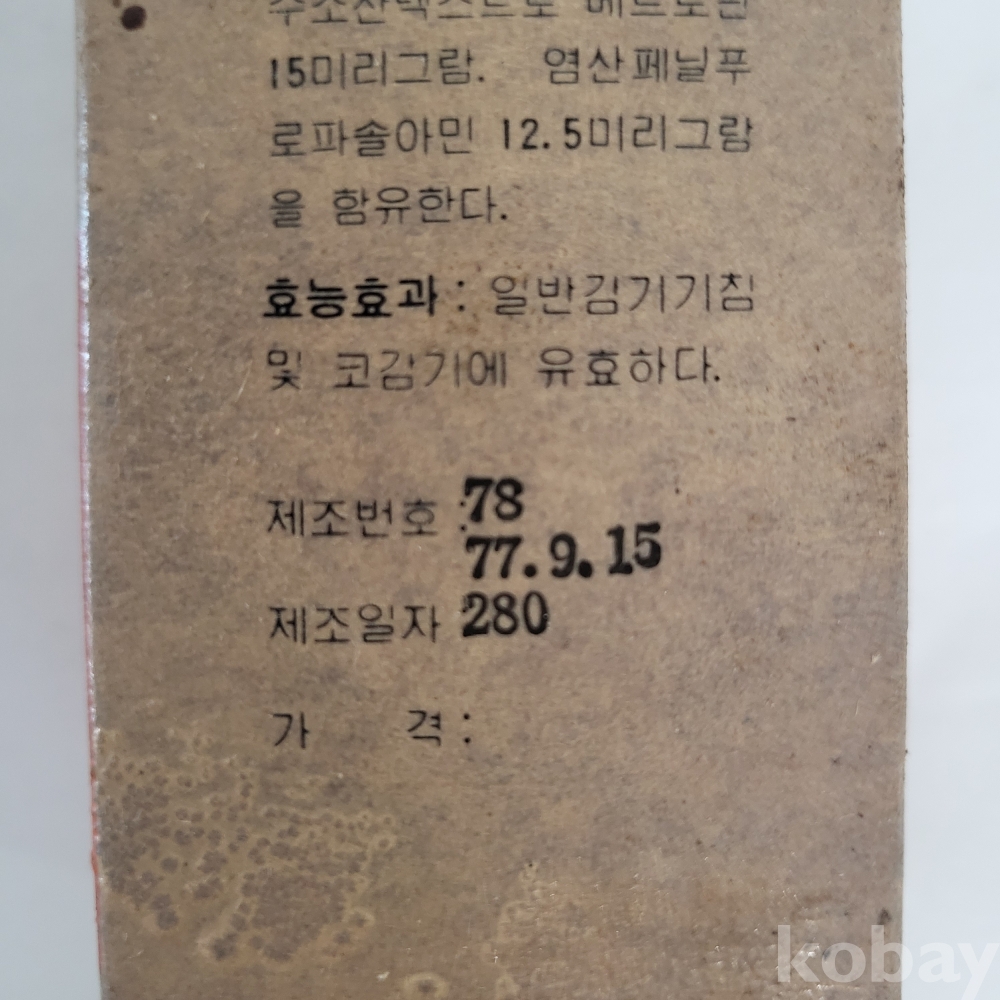 15미리그람. 염산페닐푸
로파솔아민 12.5미리그람
을 함유한다.
효능효과: 일반김기기침
및 코감기에 유효하다.
제조번호: 78
77.9.15
제조일자 280
가 격:
kobay